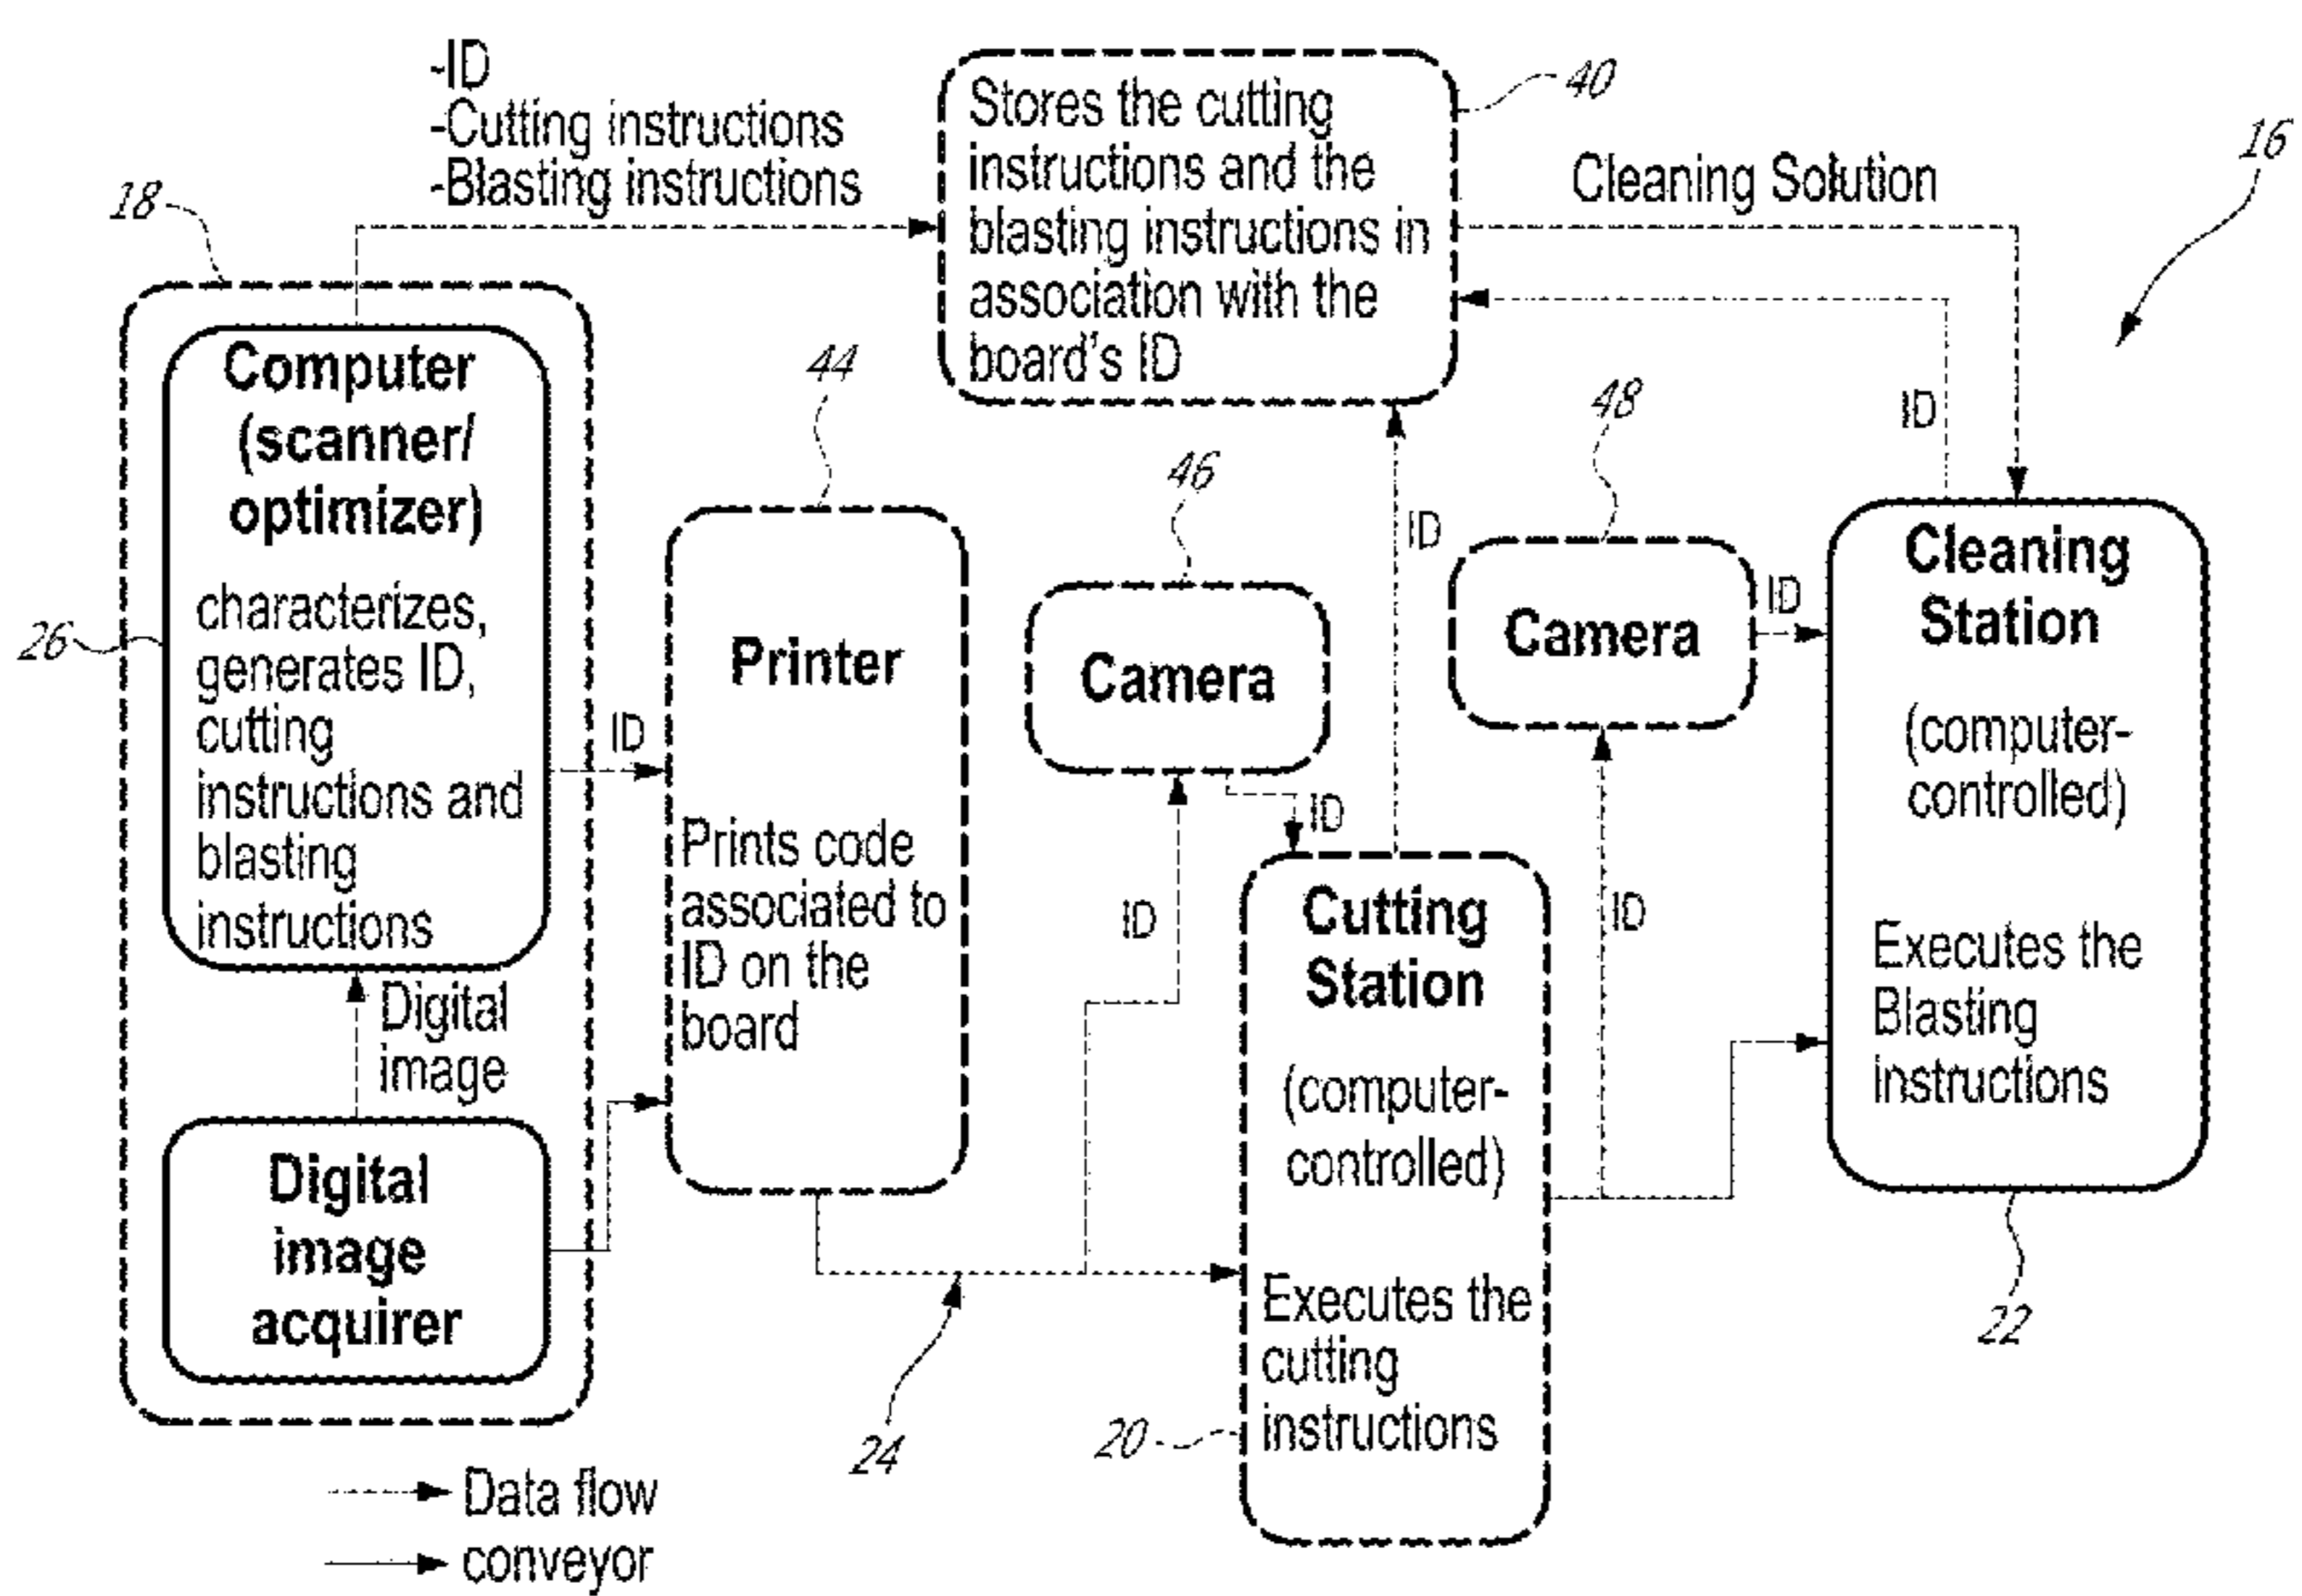 -ID
-Cutting instructions
-Blasting instructions
18
Computer
(scanner/
optimizer)
characterizes,
generates ID,
cutting
instructions and
blasting
instructions
26
Digital
image
Digital
image
acquirer
ID
44
Printer
Prints code
associated to
ID on the
board
24
Stores the cutting
instructions and the
blasting instructions in
association with the
board's ID
40
Cleaning Solution
16
46
Camera
ID
ID
ID
Cutting
Station
(computer-
controlled)
Executes the
cutting
instructions
20
48
Camera
ID
ID
ID
Cleaning
Station
(computer-
controlled)
Executes the
Blasting
instructions
22
Data flow
conveyor